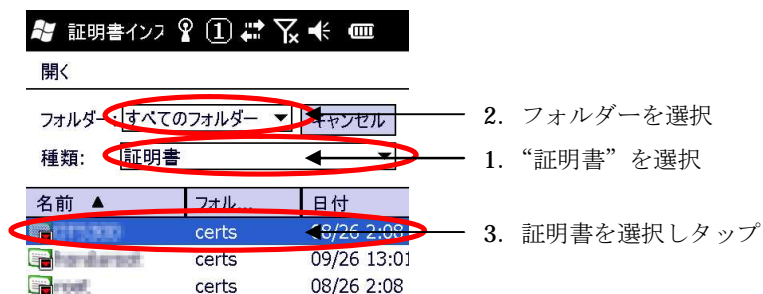 証明書インス 1
開く
フォルダー: すべてのフォルダー キャンセル
2. フォルダーを選択
種類: 証明書
1. “証明書”を選択
名前 ▲ フォル... 日付
certs 08/26 2:08
3. 証明書を選択しタップ
certs 09/26 13:01
certs 08/26 2:08